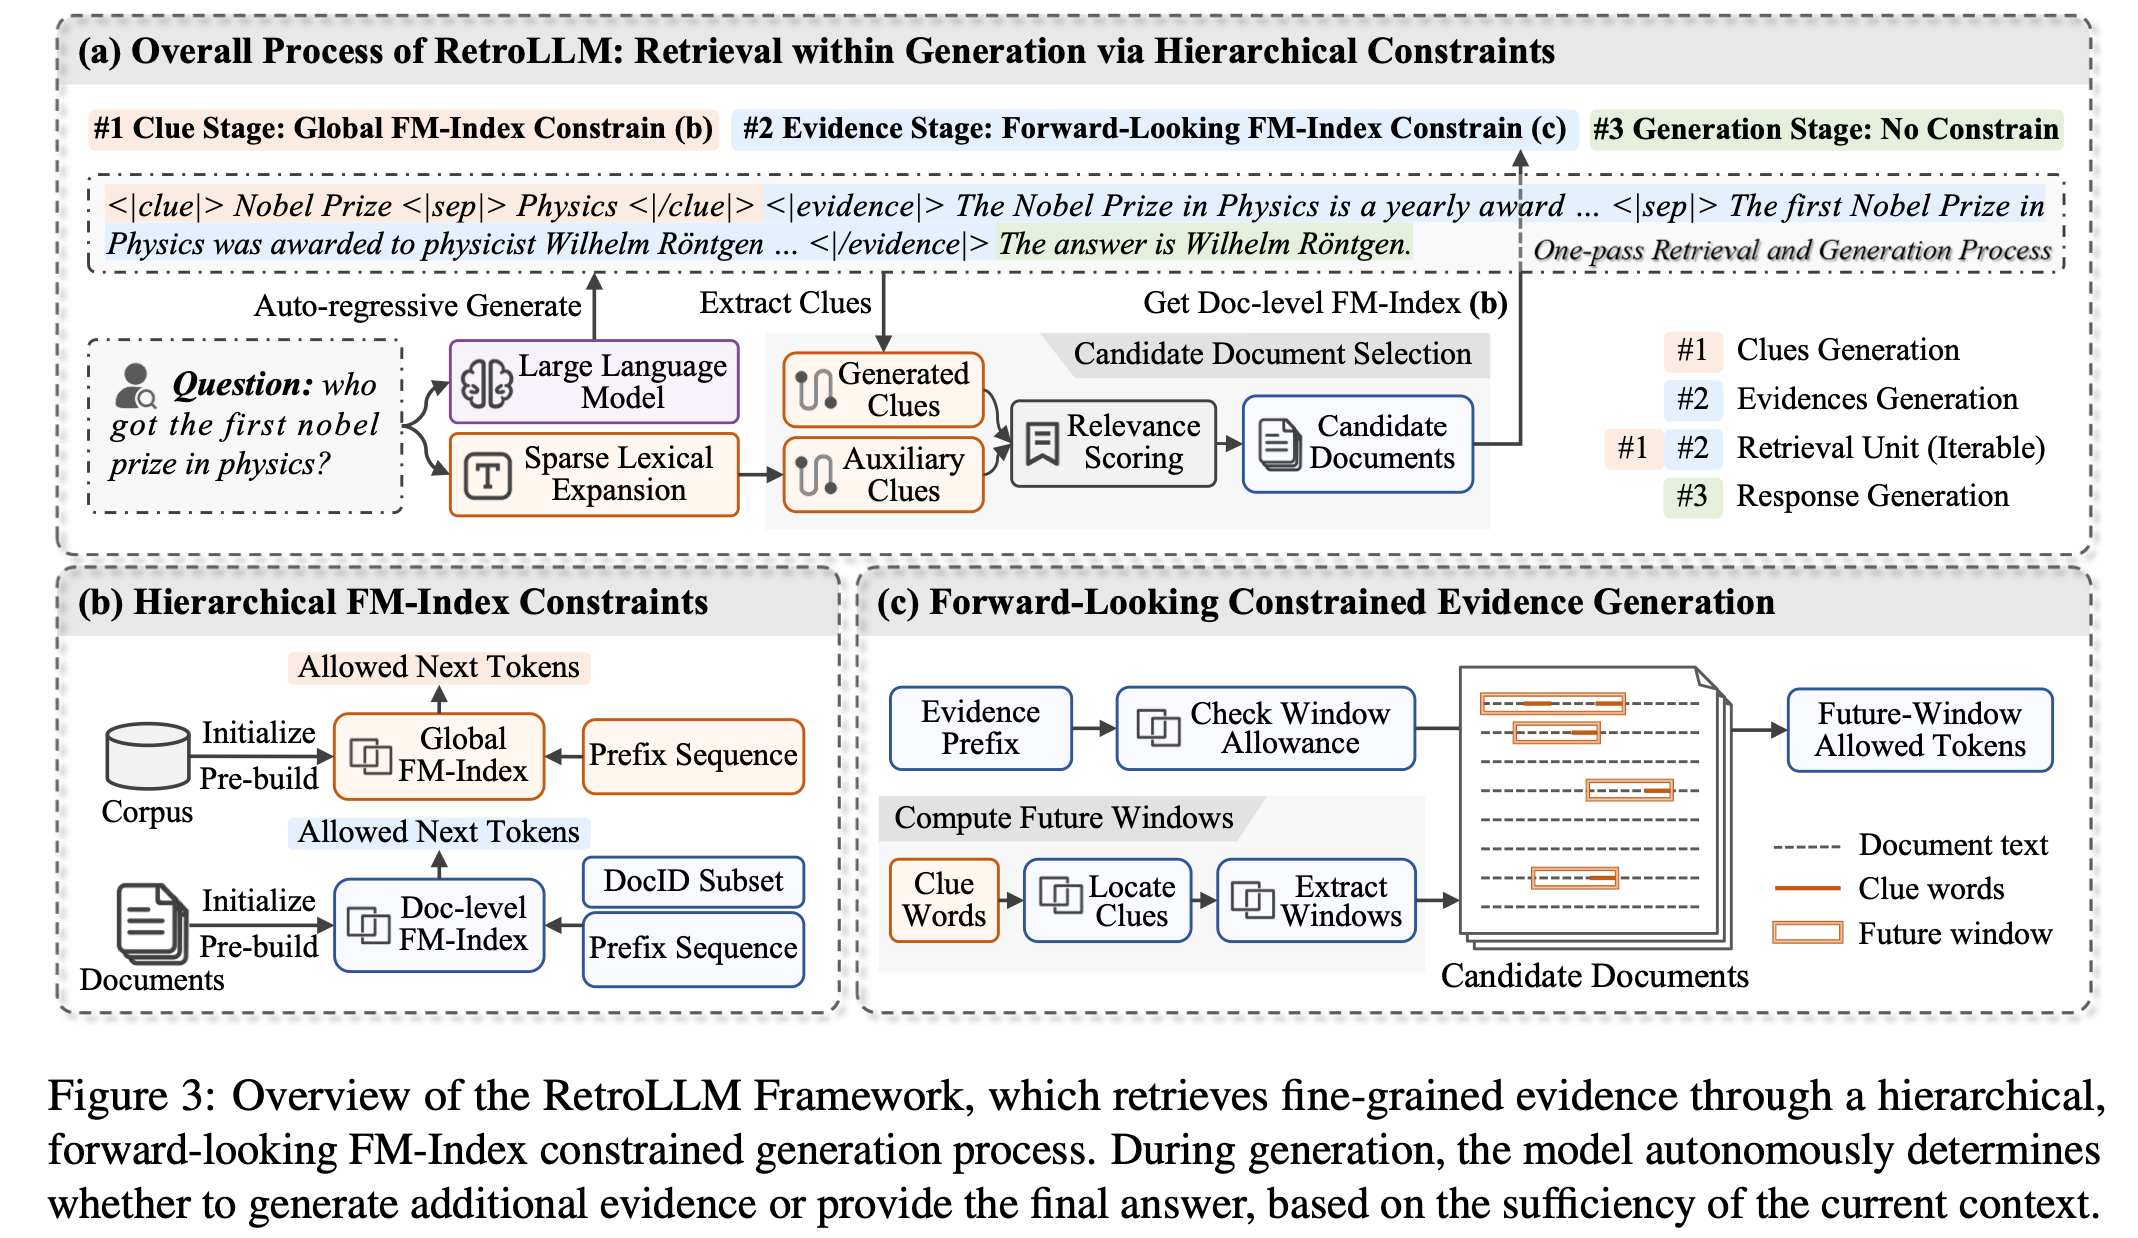 (a) Overall Process of RetroLLM: Retrieval within Generation via Hierarchical Constraints
#1 Clue Stage: Global FM-Index Constrain (b)
#2 Evidence Stage: Forward-Looking FM-Index Constrain (c)
#3 Generation Stage: No Constrain
<|clue|> Nobel Prize <|sep|> Physics <|/clue|> <|evidence|> The Nobel Prize in Physics is a yearly award ... <|sep|> The first Nobel Prize in
Physics was awarded to physicist Wilhelm Röntgen ... <|/evidence|> The answer is Wilhelm Röntgen.
One-pass Retrieval and Generation Process
Auto-regressive Generate
Extract Clues
Get Doc-level FM-Index (b)
Question: who
got the first nobel
prize in physics?
Large Language
Model
Sparse Lexical
Expansion
Candidate Document Selection
Generated
Clues
Auxiliary
Clues
Relevance
Scoring
Candidate
Documents
#1 Clues Generation
#2 Evidences Generation
#1 #2 Retrieval Unit (Iterable)
#3 Response Generation
(b) Hierarchical FM-Index Constraints
Allowed Next Tokens
Corpus
Initialize
Pre-build
Global
FM-Index
Prefix Sequence
Allowed Next Tokens
Documents
Initialize
Pre-build
Doc-level
FM-Index
DocID Subset
Prefix Sequence
(c) Forward-Looking Constrained Evidence Generation
Evidence
Prefix
Check Window
Allowance
Future-Window
Allowed Tokens
Compute Future Windows
Clue
Words
Locate
Clues
Extract
Windows
Candidate Documents
Document text
Clue words
Future window
Figure 3: Overview of the RetroLLM Framework, which retrieves fine-grained evidence through a hierarchical,
forward-looking FM-Index constrained generation process. During generation, the model autonomously determines
whether to generate additional evidence or provide the final answer, based on the sufficiency of the current context.